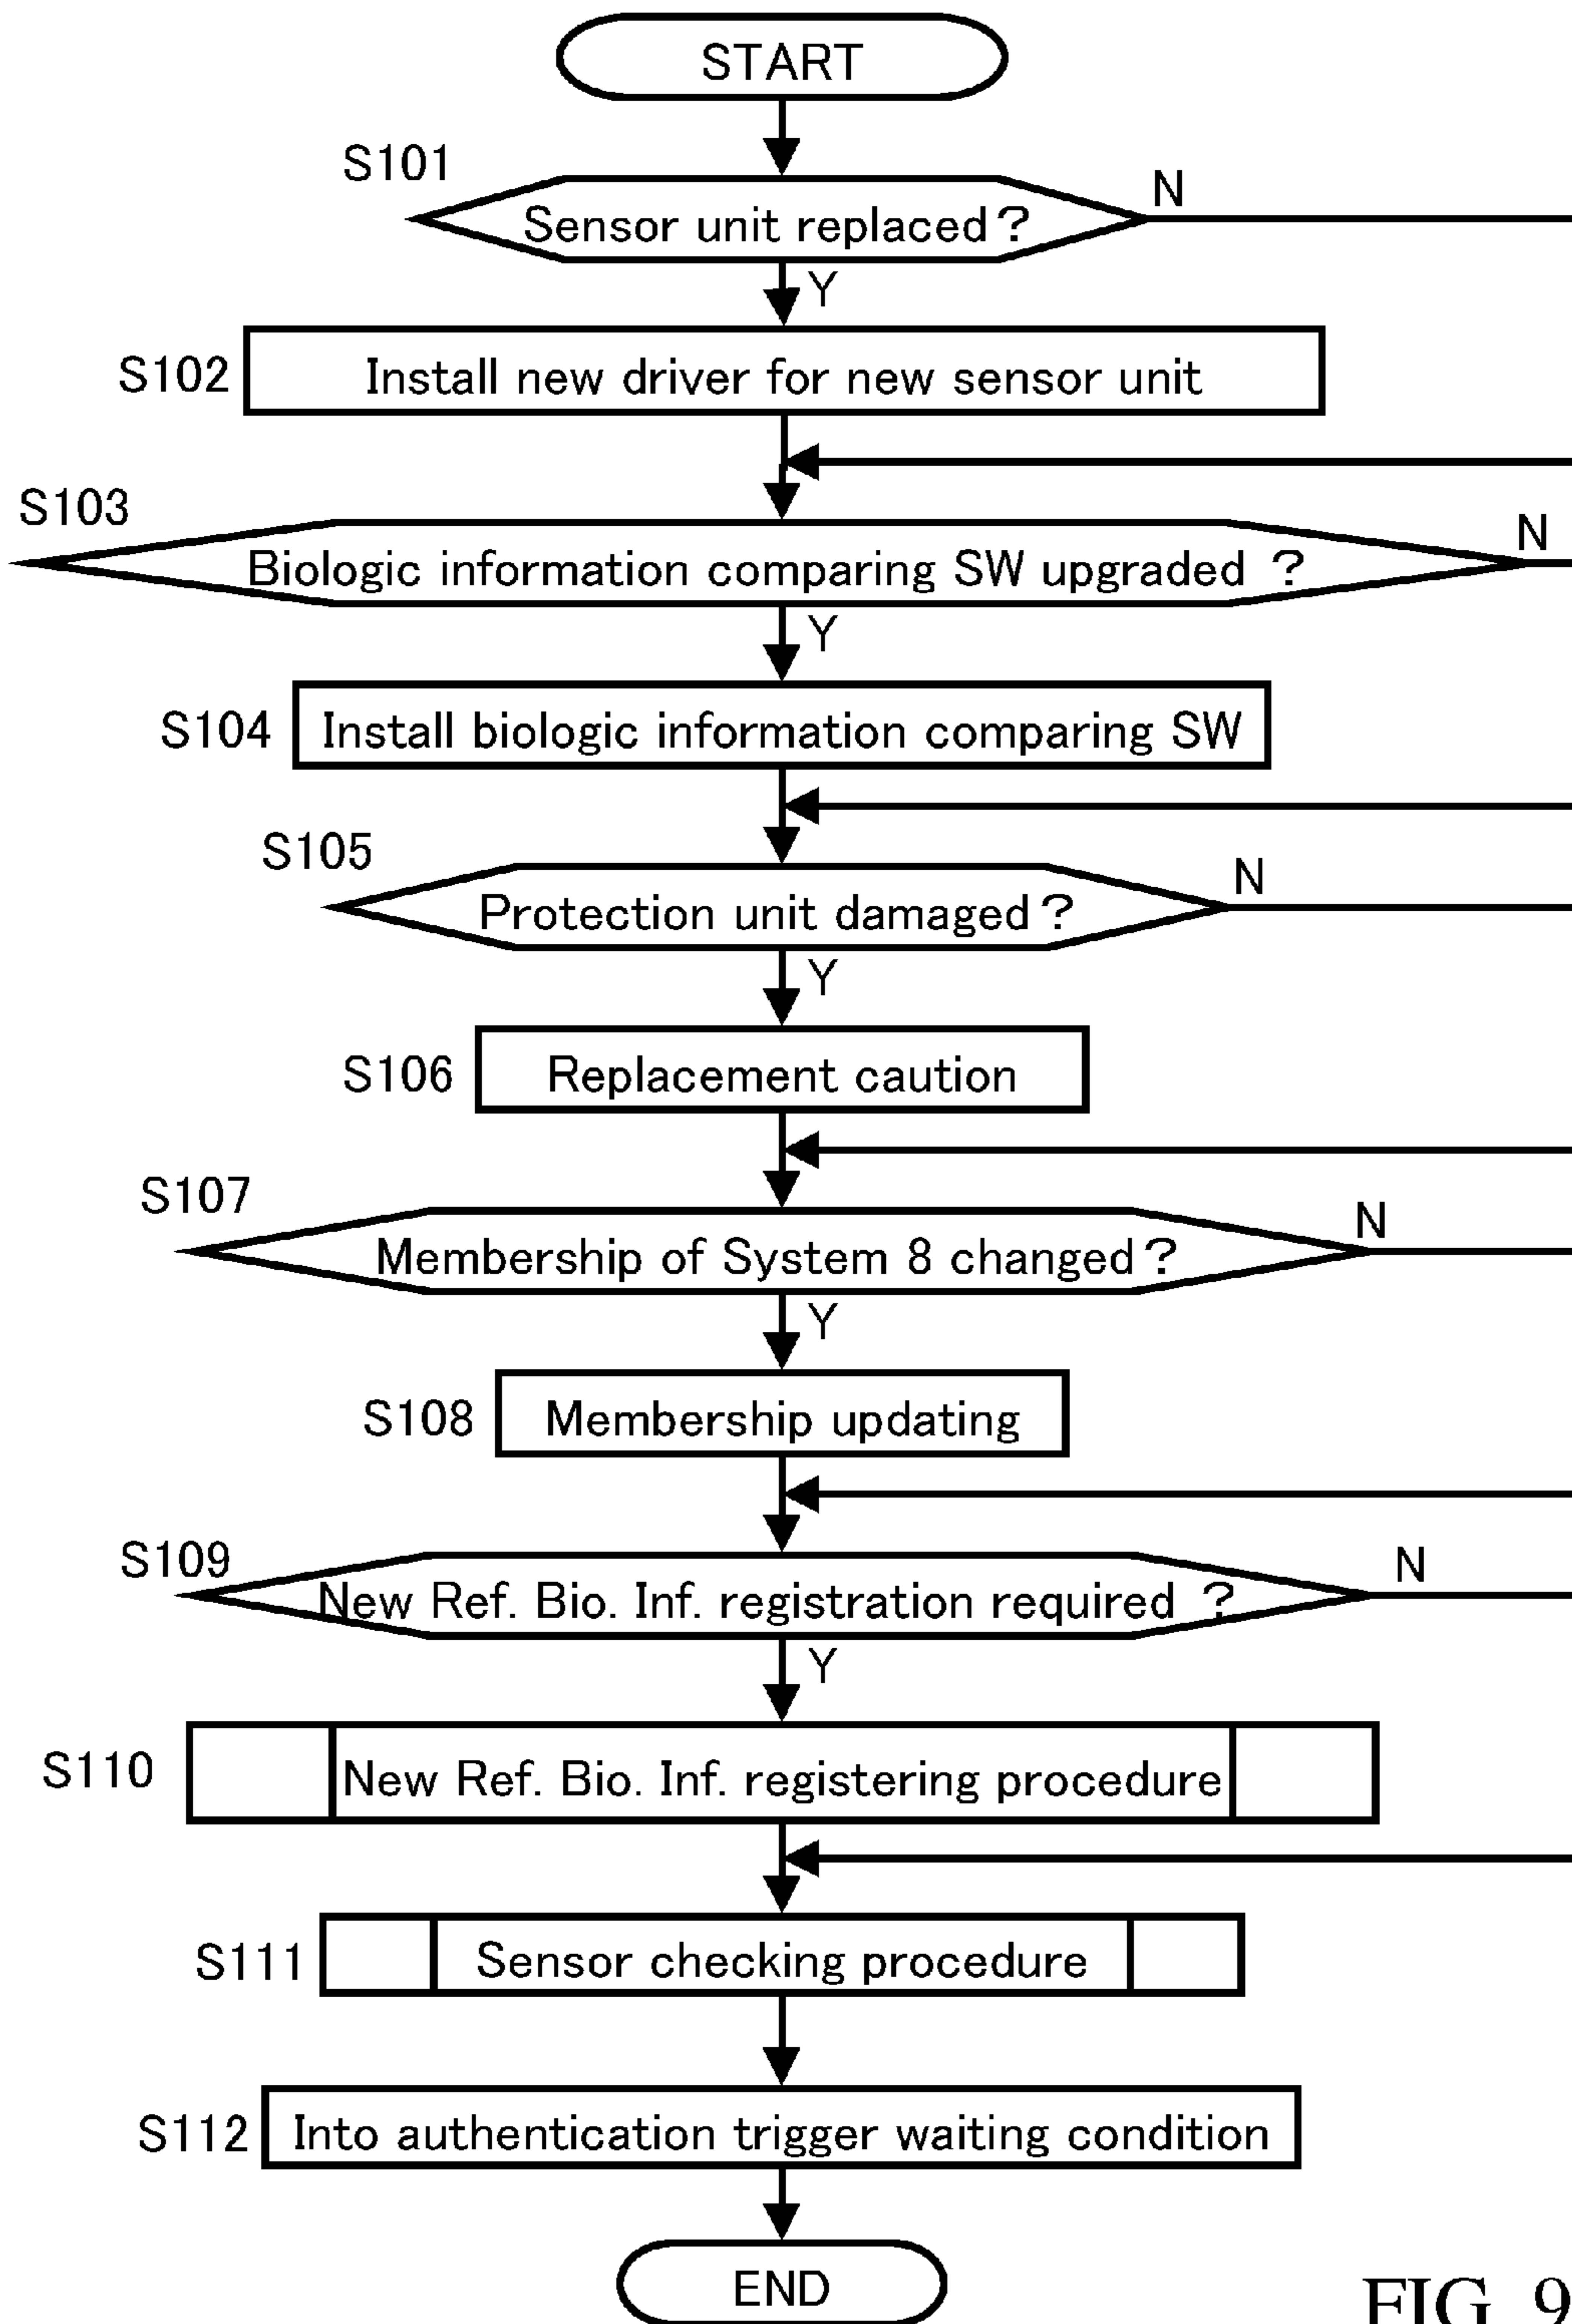 START
S101
N
Sensor unit replaced?
Y
S102
Install new driver for new sensor unit
S103
N
Biologic information comparing SW upgraded ?
Y
S104
Install biologic information comparing SW
S105
N
Protection unit damaged?
Y
S106
Replacement caution
S107
N
Membership of System 8 changed?
Y
S108
Membership updating
S109
N
New Ref. Bio. Inf. registration required ?
Y
S110
New Ref. Bio. Inf. registering procedure
S111
Sensor checking procedure
S112
Into authentication trigger waiting condition
END
FIG. 9